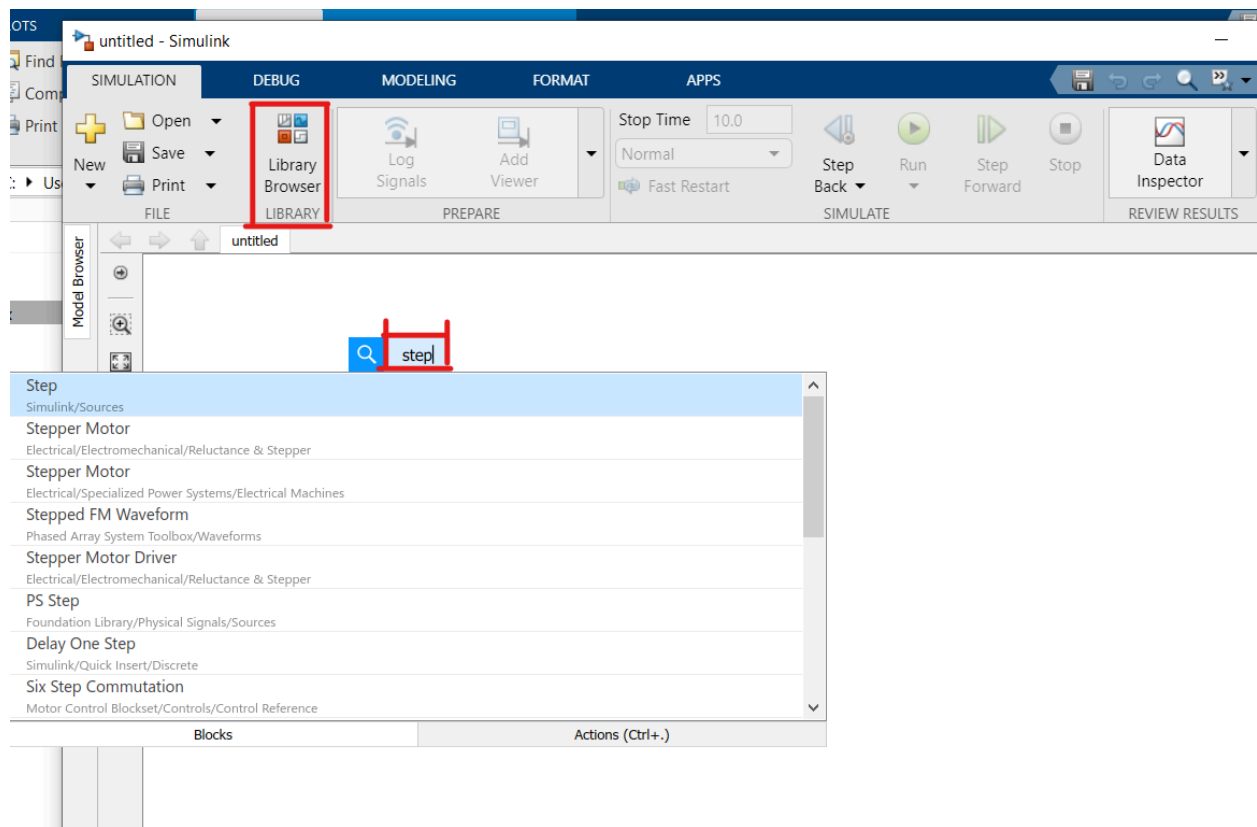 OTS
untitled - Simulink
Find
Comp
Print
SIMULATION DEBUG MODELING FORMAT APPS
New
Open
Save
Print
FILE
Library
Browser
LIBRARY
Log
Signals
Add
Viewer
PREPARE
Stop Time 10.0
Normal
Fast Restart
Step
Back
Run
Step
Forward
Stop
SIMULATE
Data
Inspector
REVIEW RESULTS
Us
Model Browser
untitled
step
Step
Simulink/Sources
Stepper Motor
Electrical/Electromechanical/Reluctance & Stepper
Stepper Motor
Electrical/Specialized Power Systems/Electrical Machines
Stepped FM Waveform
Phased Array System Toolbox/Waveforms
Stepper Motor Driver
Electrical/Electromechanical/Reluctance & Stepper
PS Step
Foundation Library/Physical Signals/Sources
Delay One Step
Simulink/Quick Insert/Discrete
Six Step Commutation
Motor Control Blockset/Controls/Control Reference
Blocks Actions (Ctrl+.)